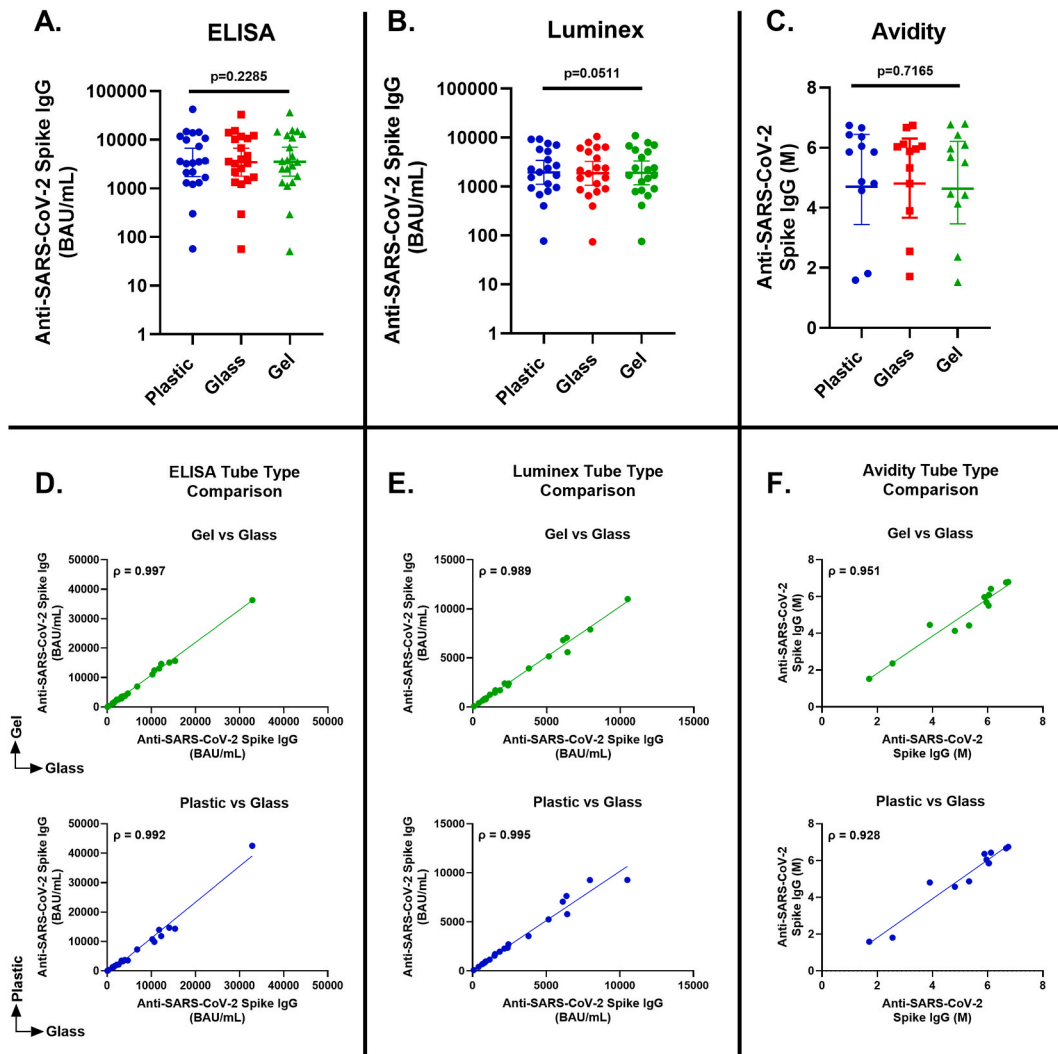 A.
ELISA
p=0.2285
Anti-SARS-CoV-2 Spike IgG
(BAU/mL)
100000
10000
1000
100
10
1
Plastic
Glass
Gel
B.
Luminex
p=0.0511
Anti-SARS-CoV-2 Spike IgG
(BAU/mL)
100000
10000
1000
100
10
1
Plastic
Glass
Gel
C.
Avidity
p=0.7165
Anti-SARS-CoV-2
Spike IgG (M)
8
6
4
2
0
Plastic
Glass
Gel
D.
ELISA Tube Type
Comparison
Gel vs Glass
ρ = 0.997
Anti-SARS-CoV-2 Spike IgG
(BAU/mL)
50000
40000
30000
20000
10000
0
0 10000 20000 30000 40000 50000
Anti-SARS-CoV-2 Spike IgG
(BAU/mL)
Gel
Glass
Plastic vs Glass
ρ = 0.992
Anti-SARS-CoV-2 Spike IgG
(BAU/mL)
50000
40000
30000
20000
10000
0
0 10000 20000 30000 40000 50000
Anti-SARS-CoV-2 Spike IgG
(BAU/mL)
Plastic
Glass
E.
Luminex Tube Type
Comparison
Gel vs Glass
ρ = 0.989
Anti-SARS-CoV-2 Spike IgG
(BAU/mL)
15000
10000
5000
0
0 5000 10000 15000
Anti-SARS-CoV-2 Spike IgG
(BAU/mL)
Plastic vs Glass
ρ = 0.995
Anti-SARS-CoV-2 Spike IgG
(BAU/mL)
15000
10000
5000
0
0 5000 10000 15000
Anti-SARS-CoV-2 Spike IgG
(BAU/mL)
F.
Avidity Tube Type
Comparison
Gel vs Glass
ρ = 0.951
Anti-SARS-CoV-2
Spike IgG (M)
8
6
4
2
0
0 2 4 6 8
Anti-SARS-CoV-2
Spike IgG (M)
Plastic vs Glass
ρ = 0.928
Anti-SARS-CoV-2
Spike IgG (M)
8
6
4
2
0
0 2 4 6 8
Anti-SARS-CoV-2
Spike IgG (M)